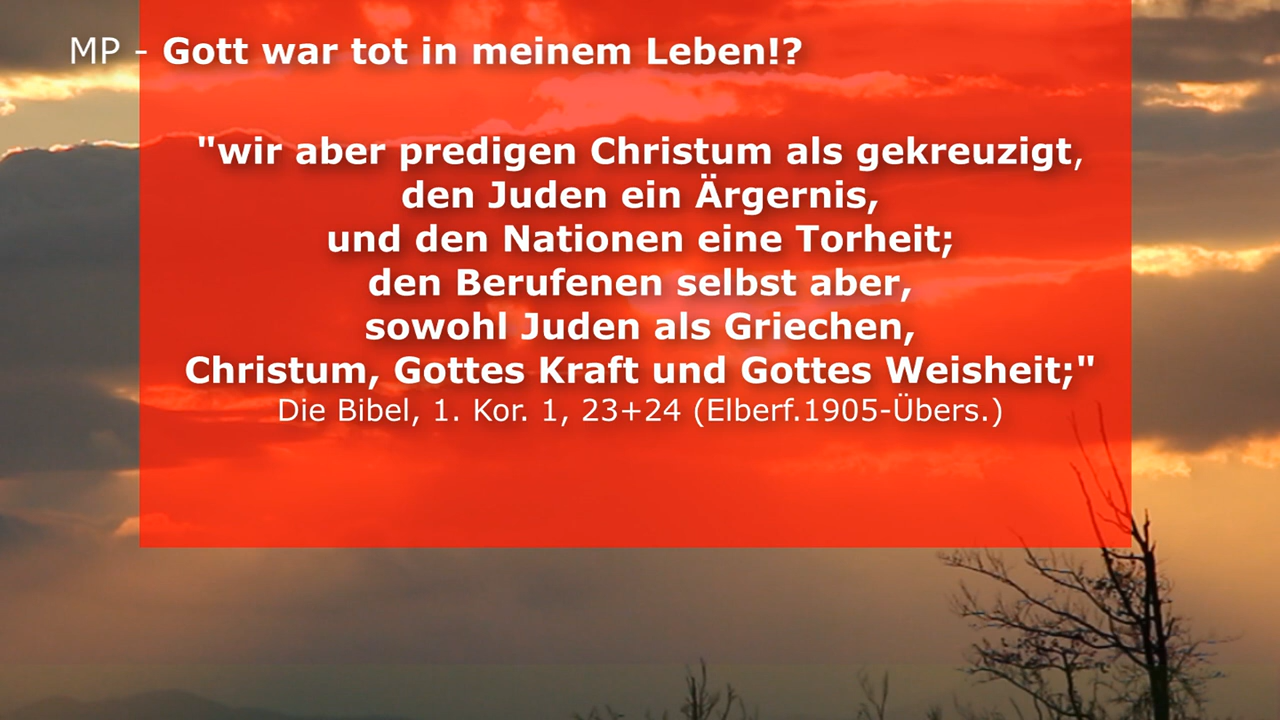 MP - Gott war tot in meinem Leben!?
"wir aber predigen Christum als gekreuzigt,
den Juden ein Ärgernis,
und den Nationen eine Torheit;
den Berufenen selbst aber,
sowohl Juden als Griechen,
Christum, Gottes Kraft und Gottes Weisheit;"
Die Bibel, 1. Kor. 1, 23+24 (Elberf.1905-Übers.)